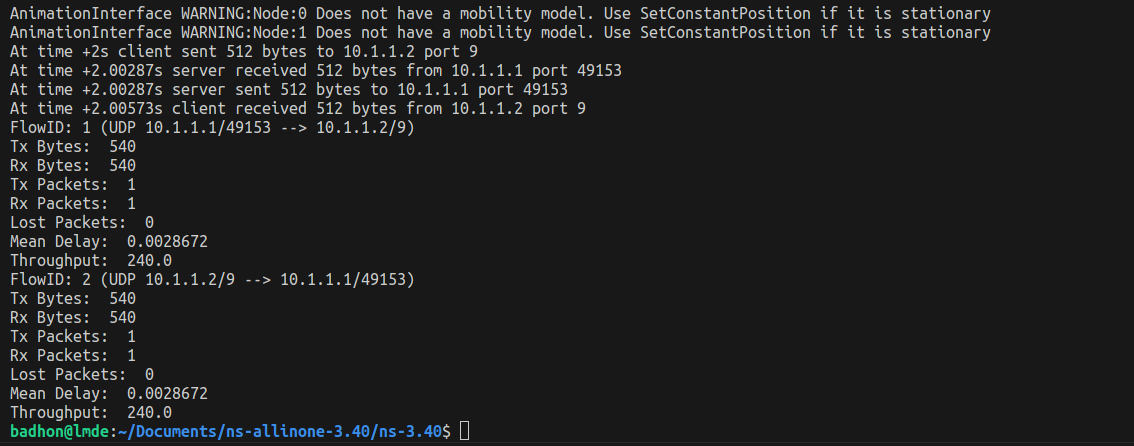 AnimationInterface WARNING:Node:0 Does not have a mobility model. Use SetConstantPosition if it is stationary
AnimationInterface WARNING:Node:1 Does not have a mobility model. Use SetConstantPosition if it is stationary
At time +2s client sent 512 bytes to 10.1.1.2 port 9
At time +2.00287s server received 512 bytes from 10.1.1.1 port 49153
At time +2.00287s server sent 512 bytes to 10.1.1.1 port 49153
At time +2.00573s client received 512 bytes from 10.1.1.2 port 9
FlowID: 1 (UDP 10.1.1.1/49153 --> 10.1.1.2/9)
Tx Bytes:  540
Rx Bytes:  540
Tx Packets:  1
Rx Packets:  1
Lost Packets:  0
Mean Delay:  0.0028672
Throughput:  240.0
FlowID: 2 (UDP 10.1.1.2/9 --> 10.1.1.1/49153)
Tx Bytes:  540
Rx Bytes:  540
Tx Packets:  1
Rx Packets:  1
Lost Packets:  0
Mean Delay:  0.0028672
Throughput:  240.0
badhon@lmde:~/Documents/ns-allinone-3.40/ns-3.40$